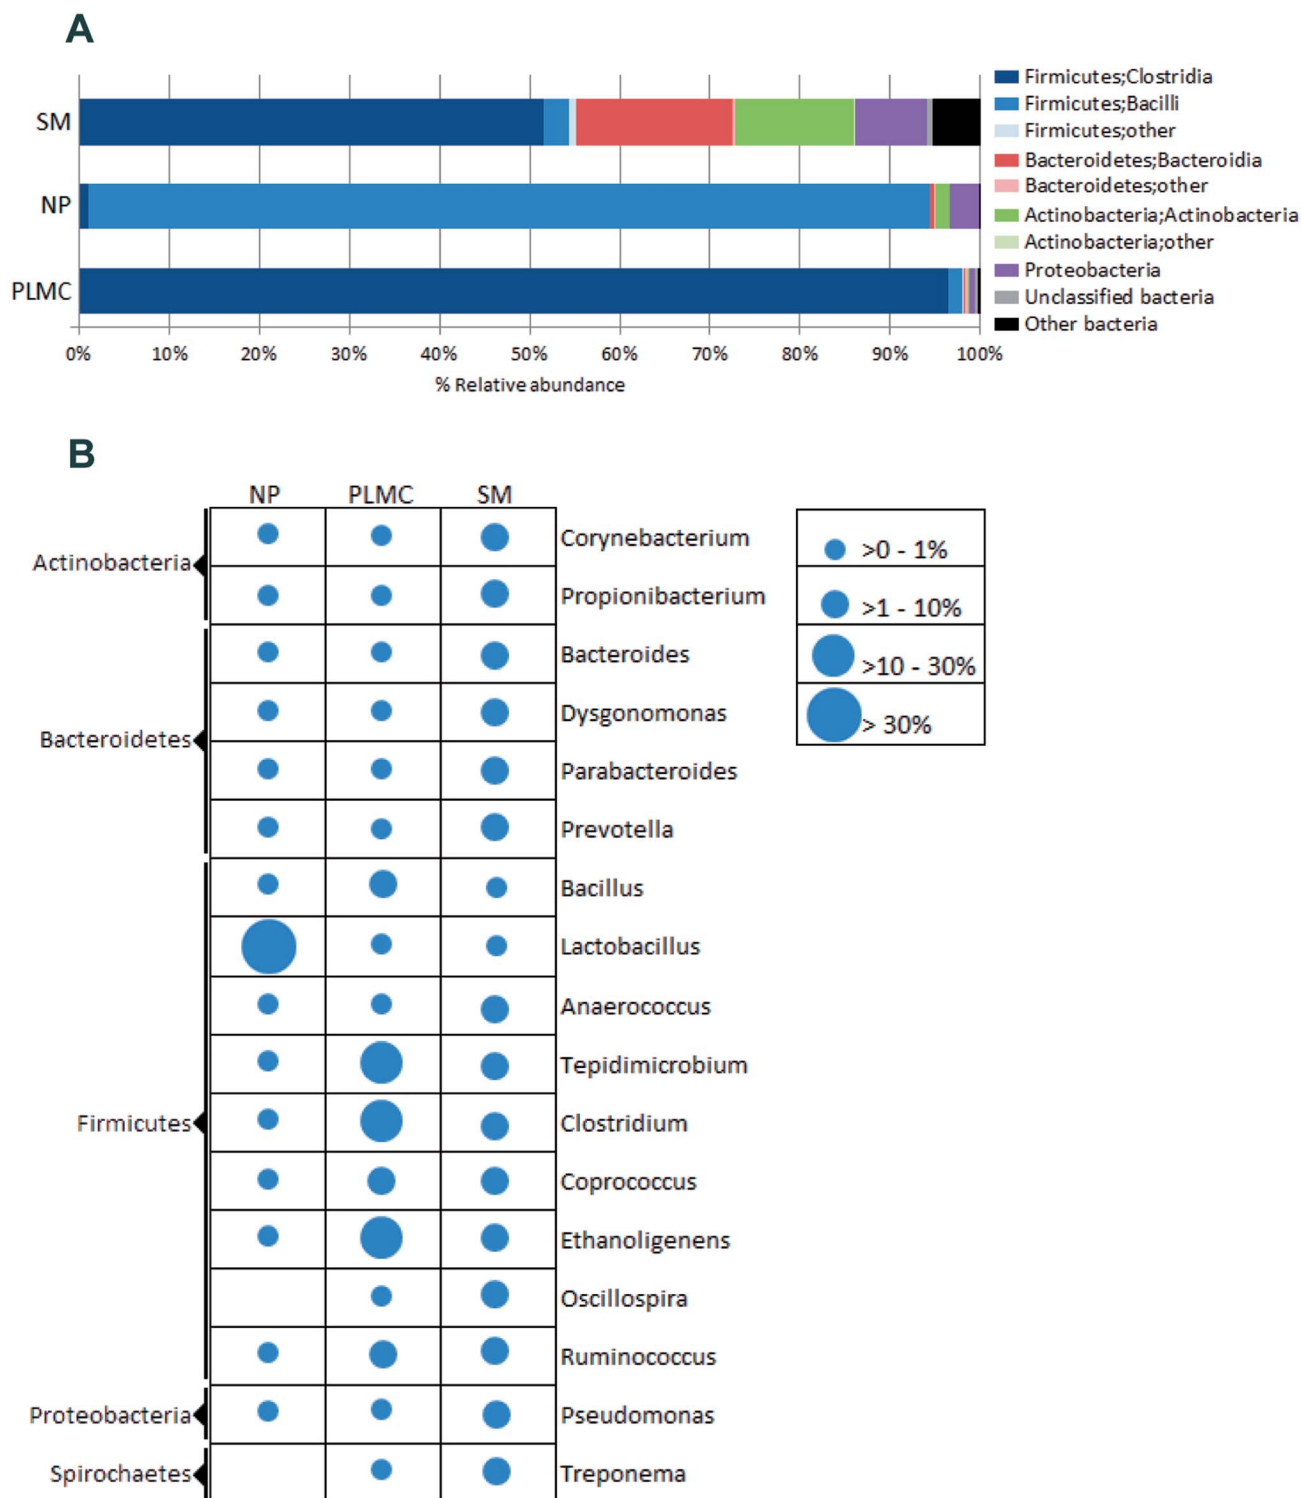 A
SM
NP
PLMC
0% 10% 20% 30% 40% 50% 60% 70% 80% 90% 100%
% Relative abundance
Firmicutes;Clostridia
Firmicutes;Bacilli
Firmicutes;other
Bacteroidetes;Bacteroidia
Bacteroidetes;other
Actinobacteria;Actinobacteria
Actinobacteria;other
Proteobacteria
Unclassified bacteria
Other bacteria
B
NP PLMC SM
Actinobacteria
Bacteroidetes
Firmicutes
Proteobacteria
Spirochaetes
Corynebacterium
Propionibacterium
Bacteroides
Dysgonomonas
Parabacteroides
Prevotella
Bacillus
Lactobacillus
Anaerococcus
Tepidimicrobium
Clostridium
Coprococcus
Ethanoligenens
Oscillospira
Ruminococcus
Pseudomonas
Treponema
>0 - 1%
>1 - 10%
>10 - 30%
> 30%